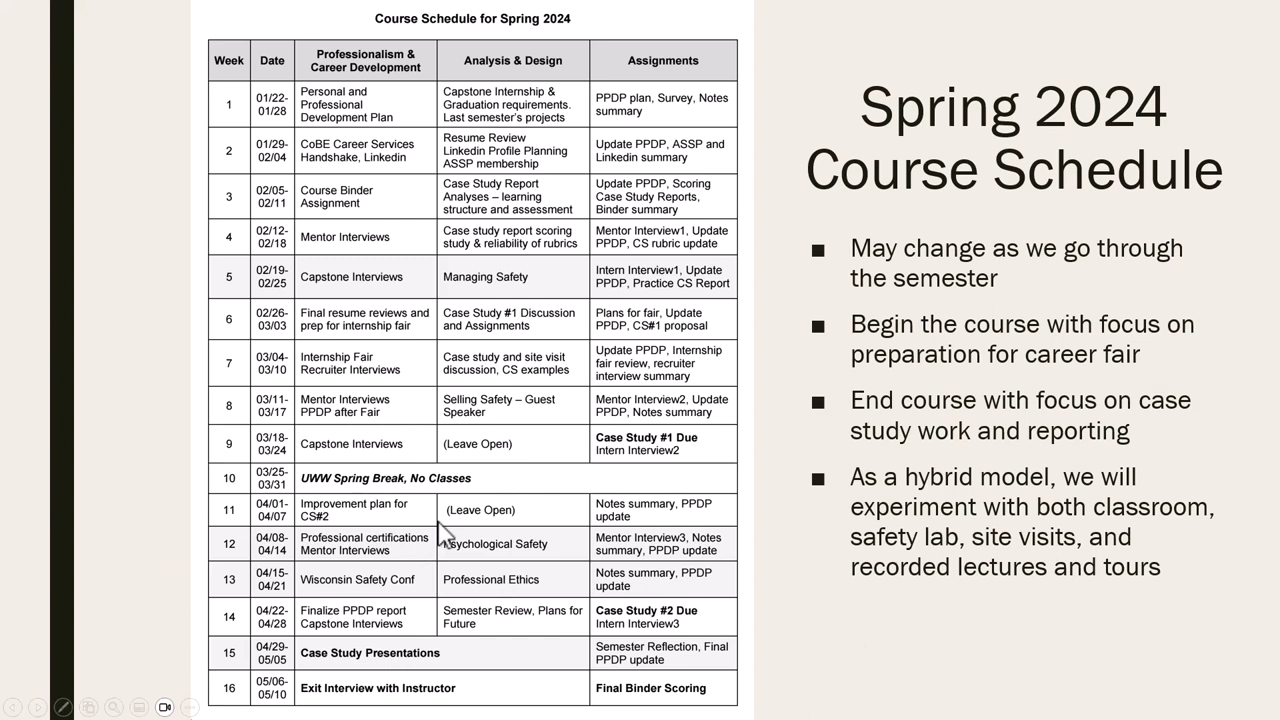 Course Schedule for Spring 2024
Week
Date
Professionalism &
Career Development
Analysis & Design
Assignments
1
01/22-
01/28
Personal and
Professional
Development Plan
Capstone Internship &
Graduation requirements.
Last semester's projects
PPDP plan, Survey, Notes
summary
2
01/29-
02/04
CoBE Career Services
Handshake, Linkedin
Resume Review
Linkedin Profile Planning
ASSP membership
Update PPDP, ASSP and
Linkedin summary
3
02/05-
02/11
Course Binder
Assignment
Case Study Report
Analyses – learning
structure and assessment
Update PPDP, Scoring
Case Study Reports,
Binder summary
4
02/12-
02/18
Mentor Interviews
Case study report scoring
study & reliability of rubrics
Mentor Interview1, Update
PPDP, CS rubric update
5
02/19-
02/25
Capstone Interviews
Managing Safety
Intern Interview1, Update
PPDP, Practice CS Report
6
02/26-
03/03
Final resume reviews and
prep for internship fair
Case Study #1 Discussion
and Assignments
Plans for fair, Update
PPDP, CS#1 proposal
7
03/04-
03/10
Internship Fair
Recruiter Interviews
Case study and site visit
discussion, CS examples
Update PPDP, Internship
fair review, recruiter
interview summary
8
03/11-
03/17
Mentor Interviews
PPDP after Fair
Selling Safety – Guest
Speaker
Mentor Interview2, Update
PPDP, Notes summary
9
03/18-
03/24
Capstone Interviews
(Leave Open)
Case Study #1 Due
Intern Interview2
10
03/25-
03/31
UWW Spring Break, No Classes
11
04/01-
04/07
Improvement plan for
CS#2
(Leave Open)
Notes summary, PPDP
update
12
04/08-
04/14
Professional certifications
Mentor Interviews
Psychological Safety
Mentor Interview3, Notes
summary, PPDP update
13
04/15-
04/21
Wisconsin Safety Conf
Professional Ethics
Notes summary, PPDP
update
14
04/22-
04/28
Finalize PPDP report
Capstone Interviews
Semester Review, Plans for
Future
Case Study #2 Due
Intern Interview3
15
04/29-
05/05
Case Study Presentations
Semester Reflection, Final
PPDP update
16
05/06-
05/10
Exit Interview with Instructor
Final Binder Scoring
Spring 2024
Course Schedule
■ May change as we go through
the semester
■ Begin the course with focus on
preparation for career fair
■ End course with focus on case
study work and reporting
■ As a hybrid model, we will
experiment with both classroom,
safety lab, site visits, and
recorded lectures and tours